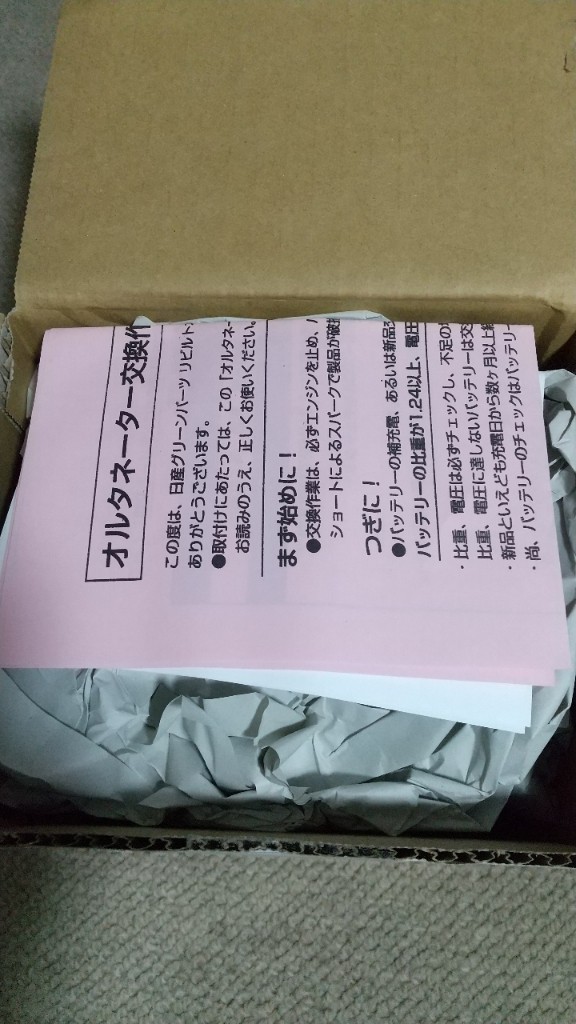 オルタネーター交換作
この度は、日産グリーンパーツ リビルト
ありがとうございます。
●取付けにあたっては、この「オルタネー
お読みのうえ、正しくお使いください。
まず始めに！
●交換作業は、必ずエンジンを止め、
ショートによるスパークで製品が破損
つぎに！
●バッテリーの補充電、あるいは新品
バッテリーの比重が1.24以上、電圧
・比重、電圧は必ずチェックし、不足の
比重、電圧に達しないバッテリーは交
・新品といえども充電日から数ヶ月以上経
・尚、バッテリーのチェックはバッテリー